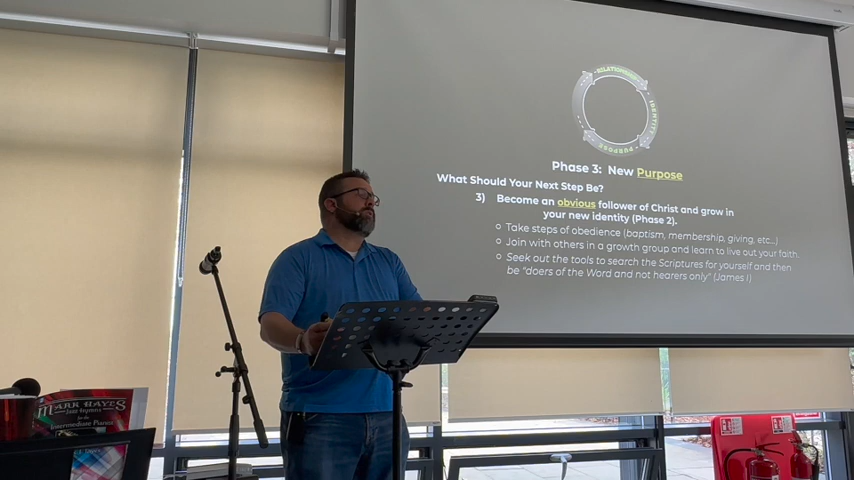 RELATIONSHIP
IDENTITY
PURPOSE
Phase 3: New Purpose
What Should Your Next Step Be?
3) Become an obvious follower of Christ and grow in
your new identity (Phase 2).
○ Take steps of obedience (baptism, membership, giving, etc...)
○ Join with others in a growth group and learn to live out your faith.
○ Seek out the tools to search the Scriptures for yourself and then
be "doers of the Word and not hearers only" (James 1)
MARK HAYES
Intermediate Pianist